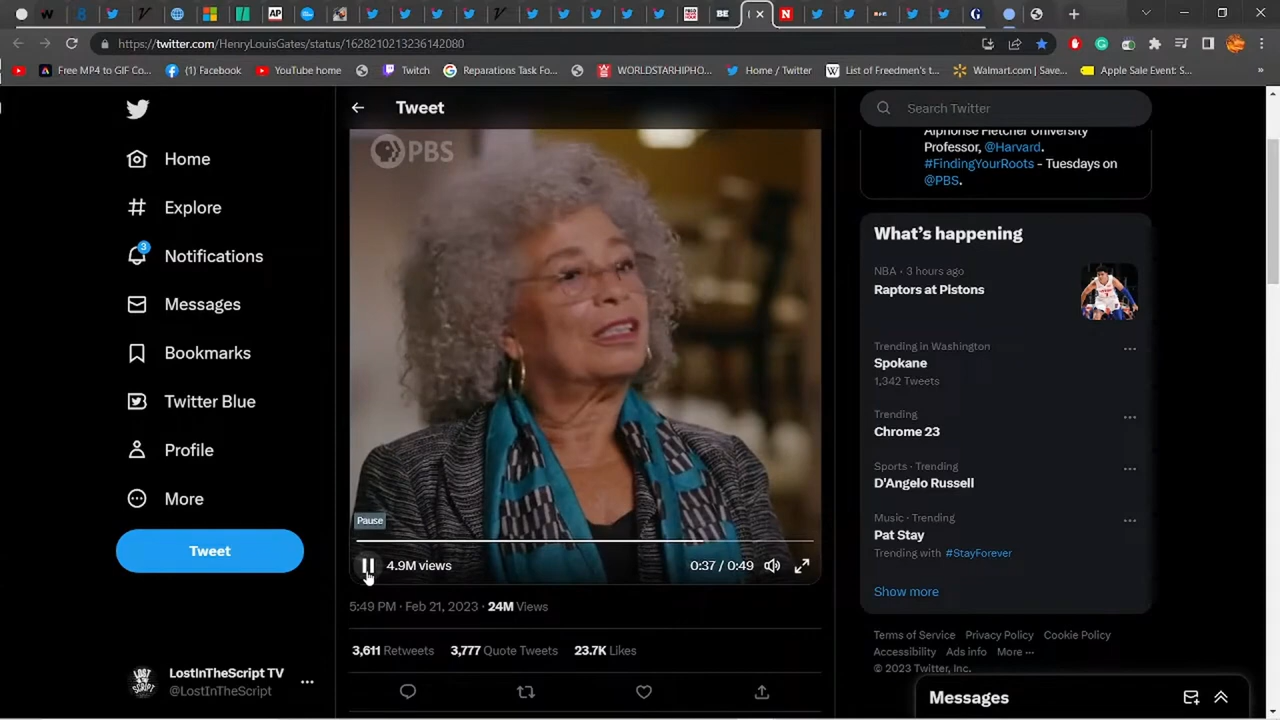 https://twitter.com/HenryLouisGates/status/1628210213236142080
Free MP4 to GIF Co...
(1) Facebook
YouTube home
Twitch
Reparations Task Fo...
WORLDSTARHIPHO...
Home / Twitter
List of Freedmen's t...
Walmart.com | Save...
Apple Sale Event: S...
»
Home
Explore
3
Notifications
Messages
Bookmarks
Twitter Blue
Profile
More
Tweet
LostInTheScript TV
@LostInTheScript
Tweet
PBS
Pause
4.9M views
0:37 / 0:49
5:49 PM · Feb 21, 2023 · 24M Views
3,611 Retweets 3,777 Quote Tweets 23.7K Likes
Search Twitter
Alphonse Fletcher University
Professor, @Harvard.
#FindingYourRoots - Tuesdays on
@PBS.
What's happening
NBA · 3 hours ago
Raptors at Pistons
Trending in Washington
Spokane
1,342 Tweets
Trending
Chrome 23
Sports · Trending
D'Angelo Russell
Music · Trending
Pat Stay
Trending with #StayForever
Show more
Terms of Service Privacy Policy Cookie Policy
Accessibility Ads info More ···
© 2023 Twitter, Inc.
Messages